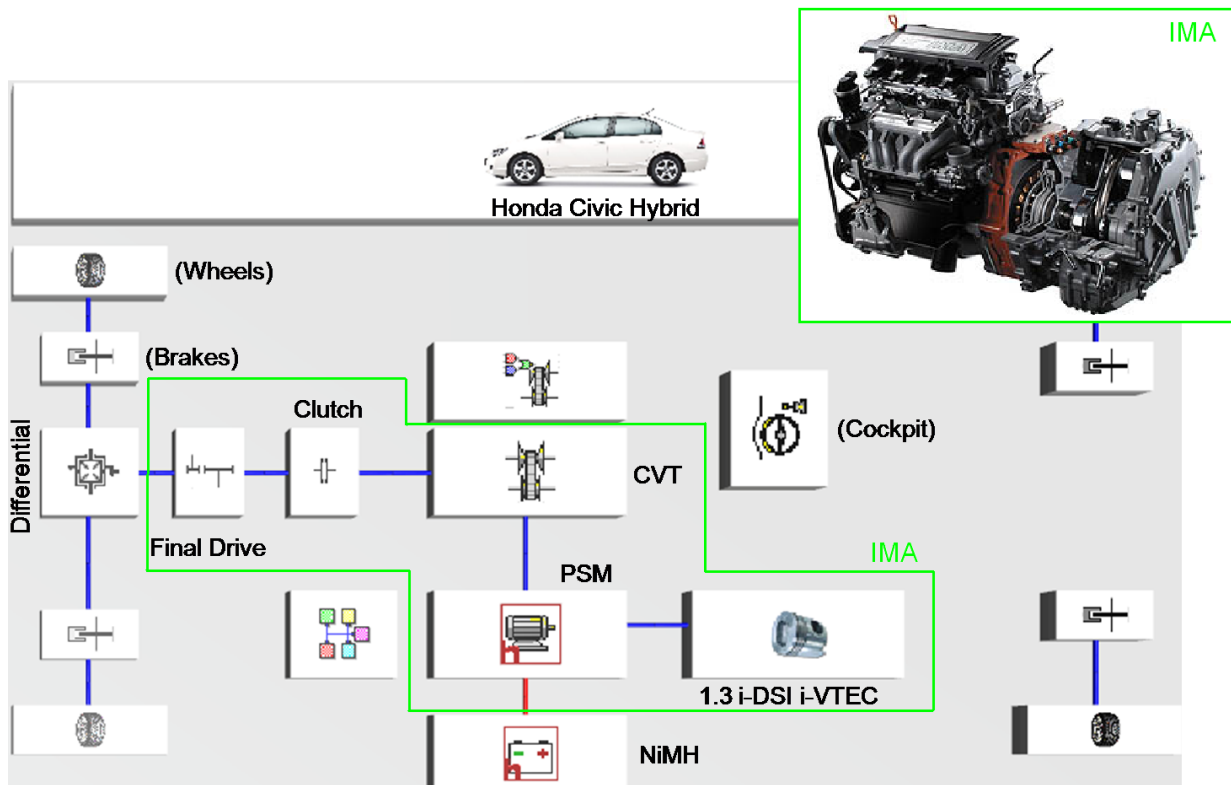 IMA
Honda Civic Hybrid
(Wheels)
(Brakes)
Clutch
(Cockpit)
Differential
CVT
Final Drive
IMA
PSM
1.3 i-DSI i-VTEC
NiMH